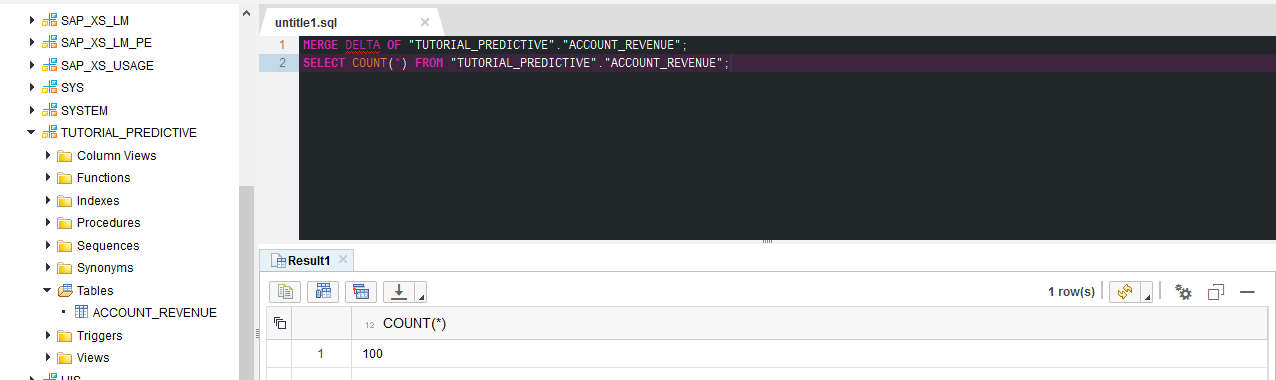 SAP_XS_LM
SAP_XS_LM_PE
SAP_XS_USAGE
SYS
SYSTEM
TUTORIAL_PREDICTIVE
Column Views
Functions
Indexes
Procedures
Sequences
Synonyms
Tables
ACCOUNT_REVENUE
Triggers
Views
untitle1.sql
1 MERGE DELTA OF "TUTORIAL_PREDICTIVE"."ACCOUNT_REVENUE";
2 SELECT COUNT(*) FROM "TUTORIAL_PREDICTIVE"."ACCOUNT_REVENUE";
Result1
1 row(s)
12 COUNT(*)
1 100